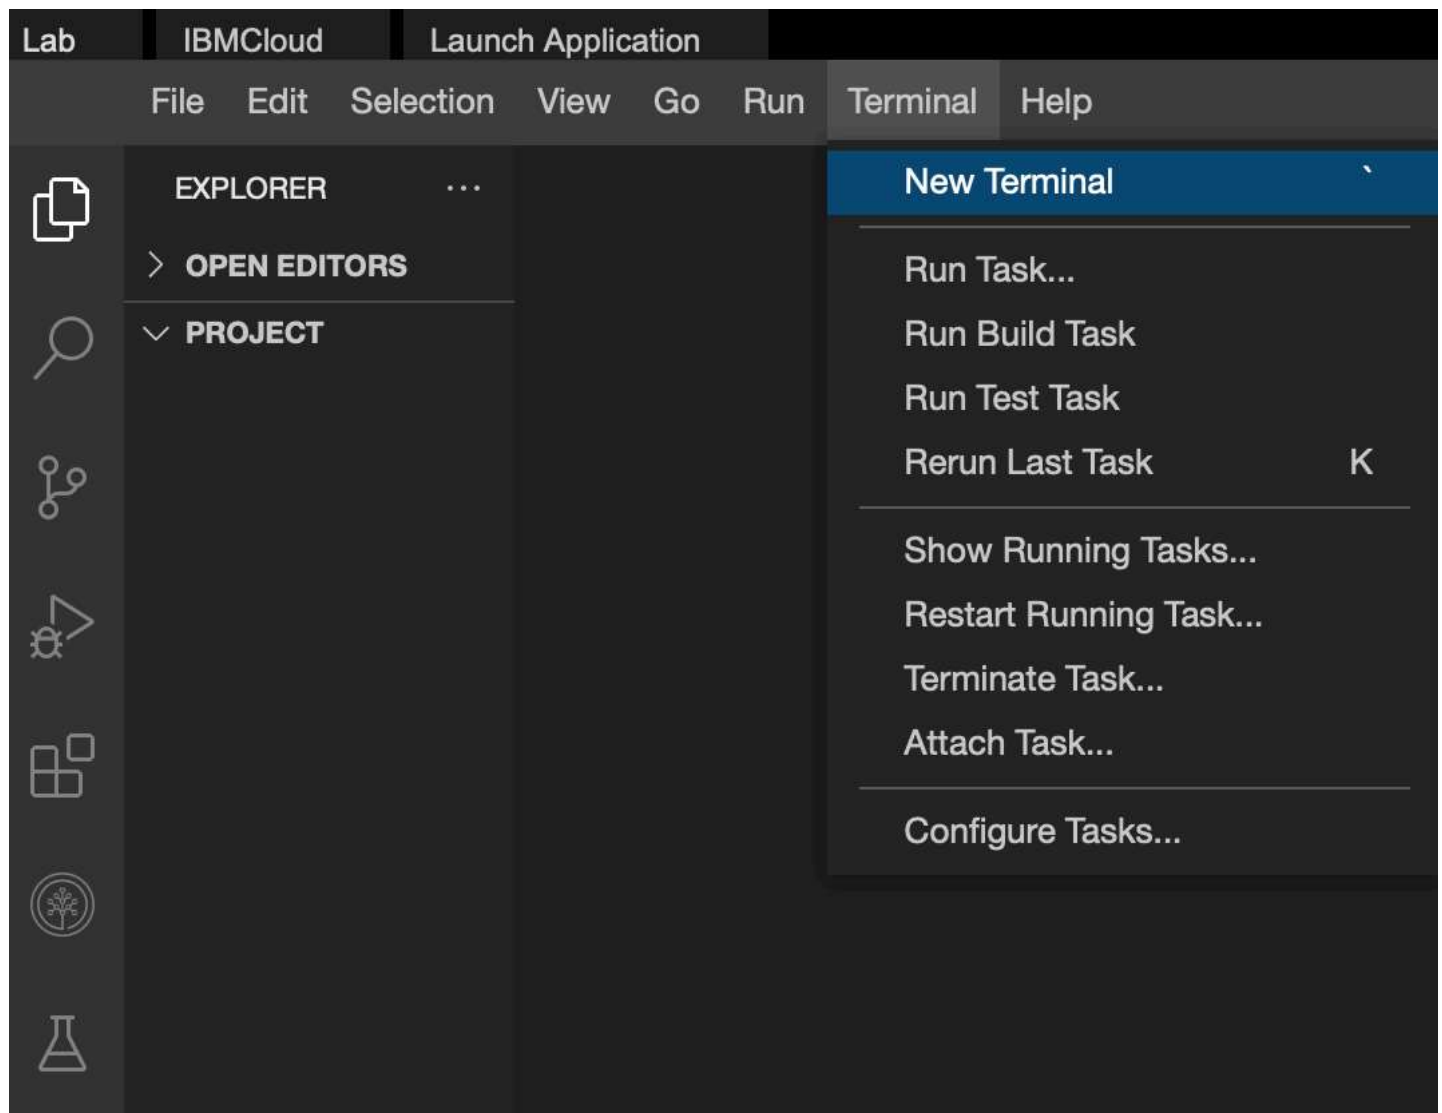 Lab IBMCloud Launch Application
File Edit Selection View Go Run Terminal Help
EXPLORER ...
OPEN EDITORS
PROJECT
New Terminal `
Run Task...
Run Build Task
Run Test Task
Rerun Last Task K
Show Running Tasks...
Restart Running Task...
Terminate Task...
Attach Task...
Configure Tasks...